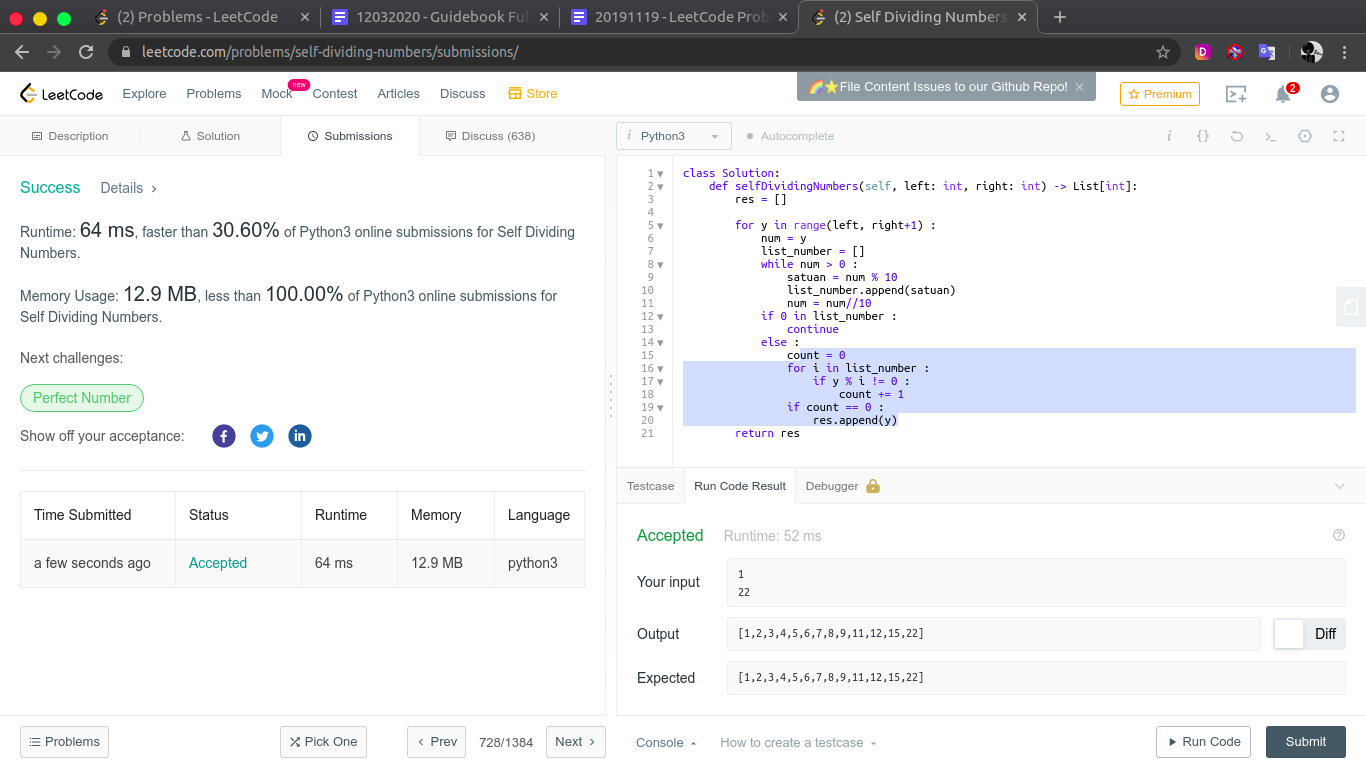 (2) Problems - LeetCode
12032020 - Guidebook Ful
20191119 - LeetCode Prob
(2) Self Dividing Numbers
leetcode.com/problems/self-dividing-numbers/submissions/
LeetCode
Explore
Problems
Mock
new
Contest
Articles
Discuss
Store
🌈⭐File Content Issues to our Github Repo! ×
Premium
2
Description
Solution
Submissions
Discuss (638)
i Python3
Autocomplete
Success
Details >
Runtime: 64 ms, faster than 30.60% of Python3 online submissions for Self Dividing
Numbers.
Memory Usage: 12.9 MB, less than 100.00% of Python3 online submissions for
Self Dividing Numbers.
Next challenges:
Perfect Number
Show off your acceptance:
Time Submitted Status Runtime Memory Language
a few seconds ago Accepted 64 ms 12.9 MB python3
1 class Solution:
2 def selfDividingNumbers(self, left: int, right: int) -> List[int]:
3 res = []
4
5 for y in range(left, right+1) :
6 num = y
7 list_number = []
8 while num > 0 :
9 satuan = num % 10
10 list_number.append(satuan)
11 num = num//10
12 if 0 in list_number :
13 continue
14 else :
15 count = 0
16 for i in list_number :
17 if y % i != 0 :
18 count += 1
19 if count == 0 :
20 res.append(y)
21 return res
Testcase
Run Code Result
Debugger
Accepted
Runtime: 52 ms
Your input
1
22
Output
[1,2,3,4,5,6,7,8,9,11,12,15,22]
Diff
Expected
[1,2,3,4,5,6,7,8,9,11,12,15,22]
Problems
Pick One
< Prev
728/1384
Next >
Console
How to create a testcase
Run Code
Submit